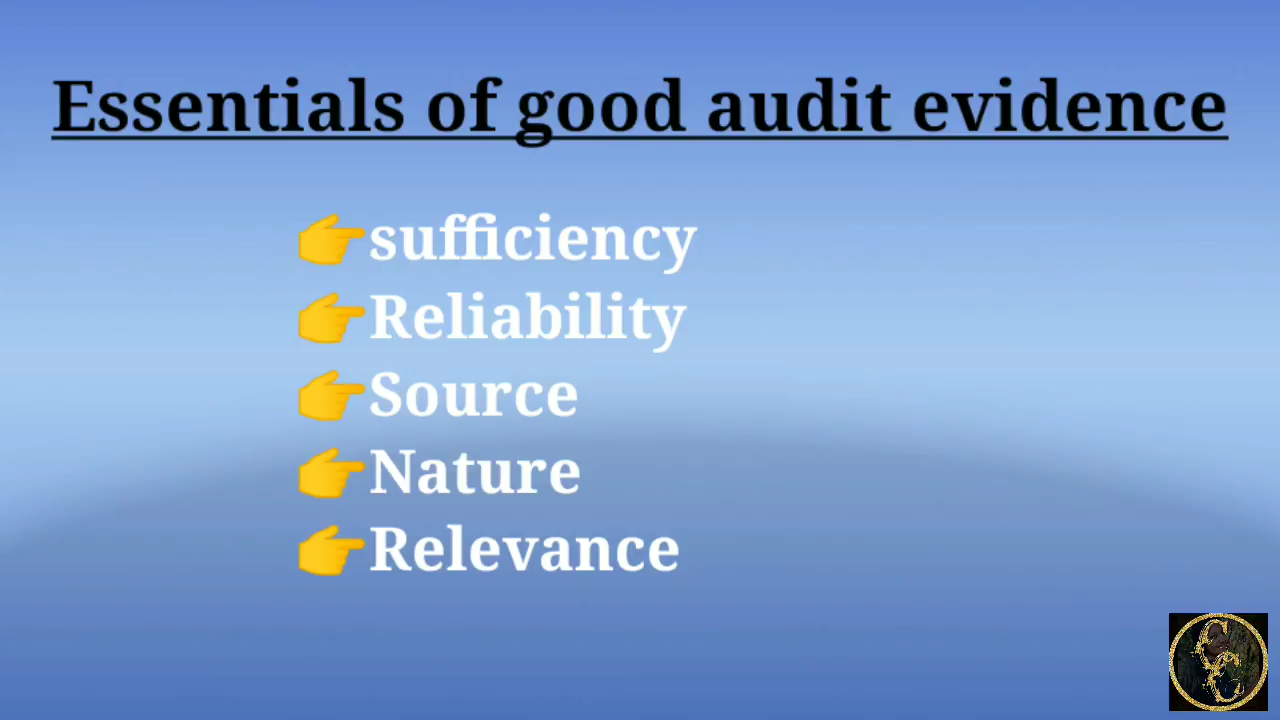 Essentials of good audit evidence
👉sufficiency
👉Reliability
👉Source
👉Nature
👉Relevance